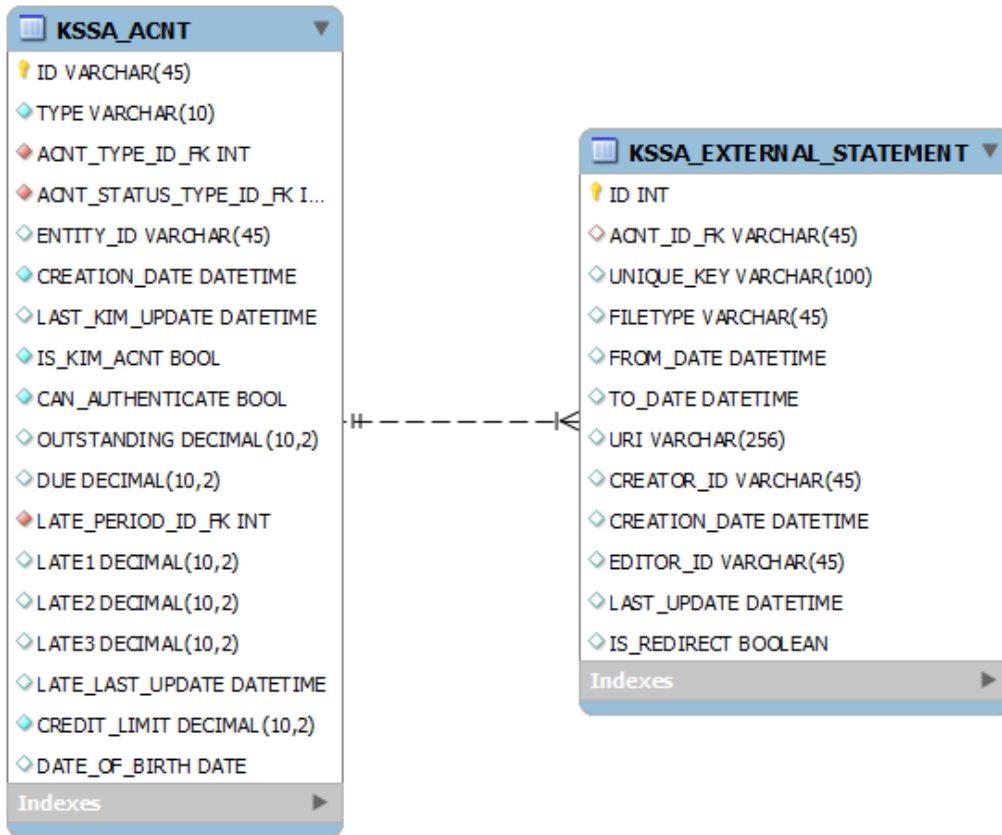 KSSA_ACNT
ID VARCHAR(45)
TYPE VARCHAR(10)
ACNT_TYPE_ID_FK INT
ACNT_STATUS_TYPE_ID_FK I...
ENTITY_ID VARCHAR(45)
CREATION_DATE DATETIME
LAST_KIM_UPDATE DATETIME
IS_KIM_ACNT BOOL
CAN_AUTHENTICATE BOOL
OUTSTANDING DECIMAL(10,2)
DUE DECIMAL(10,2)
LATE_PERIOD_ID_FK INT
LATE1 DECIMAL(10,2)
LATE2 DECIMAL(10,2)
LATE3 DECIMAL(10,2)
LATE_LAST_UPDATE DATETIME
CREDIT_LIMIT DECIMAL(10,2)
DATE_OF_BIRTH DATE
Indexes
KSSA_EXTERNAL_STATEMENT
ID INT
ACNT_ID_FK VARCHAR(45)
UNIQUE_KEY VARCHAR(100)
FILETYPE VARCHAR(45)
FROM_DATE DATETIME
TO_DATE DATETIME
URI VARCHAR(256)
CREATOR_ID VARCHAR(45)
CREATION_DATE DATETIME
EDITOR_ID VARCHAR(45)
LAST_UPDATE DATETIME
IS_REDIRECT BOOLEAN
Indexes